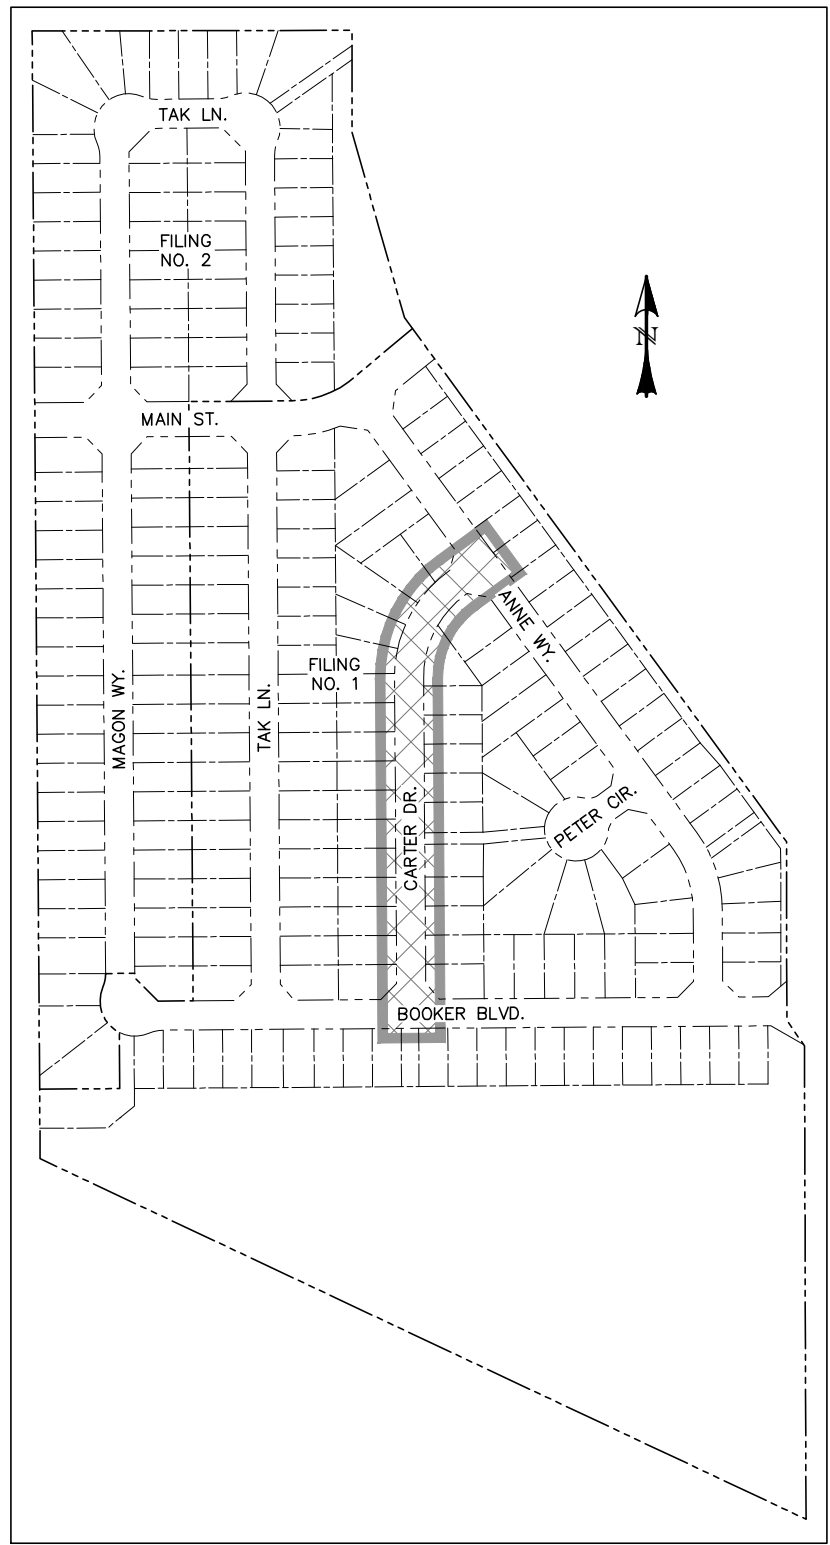 TAK LN.
FILING
NO. 2
N
MAIN ST.
ANNE WY.
FILING
NO. 1
MAGON WY.
TAK LN.
CARTER DR.
PETER CIR.
BOOKER BLVD.